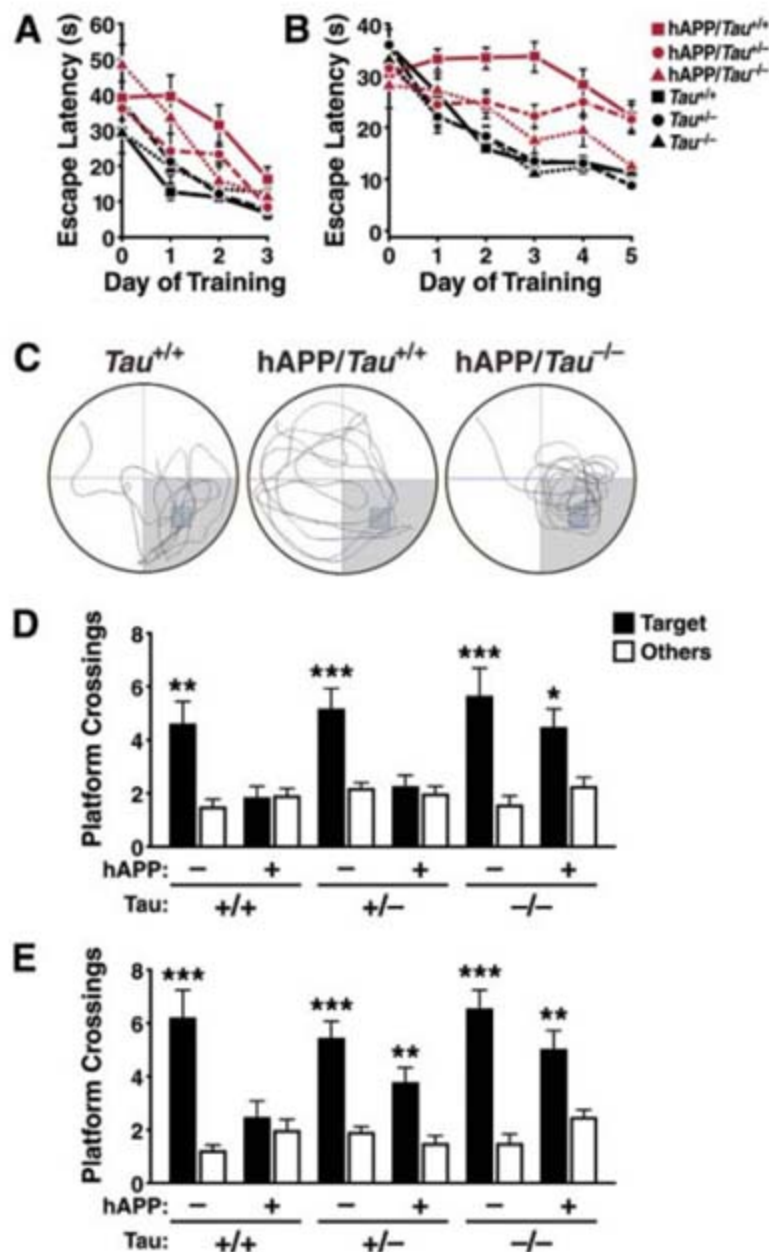 A
Escape Latency (s)
60
50
40
30
20
10
0
0 1 2 3
Day of Training
B
Escape Latency (s)
40
30
20
10
0
0 1 2 3 4 5
Day of Training
hAPP/Tau+/+
hAPP/Tau+/–
hAPP/Tau–/–
Tau+/+
Tau+/–
Tau–/–
C
Tau+/+ hAPP/Tau+/+ hAPP/Tau–/–
D
Platform Crossings
8
6
4
2
0
** *** *** *
Target
Others
hAPP: – + – + – +
Tau: +/+ +/– –/–
E
Platform Crossings
8
6
4
2
0
*** *** ** *** **
hAPP: – + – + – +
Tau: +/+ +/– –/–